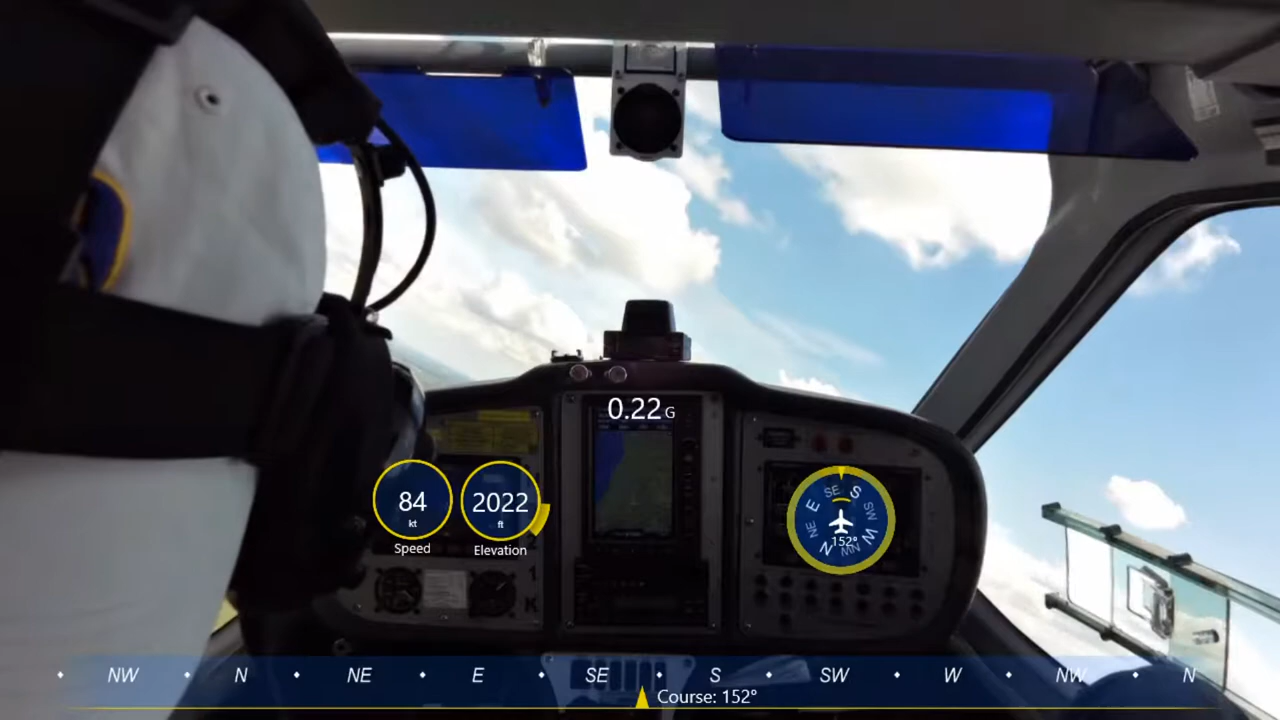 0.22 G
84
kt
Speed
2022
ft
Elevation
SE S SW W NW N NE E
152°
NW N NE E SE S SW W NW N
Course: 152°
1
K